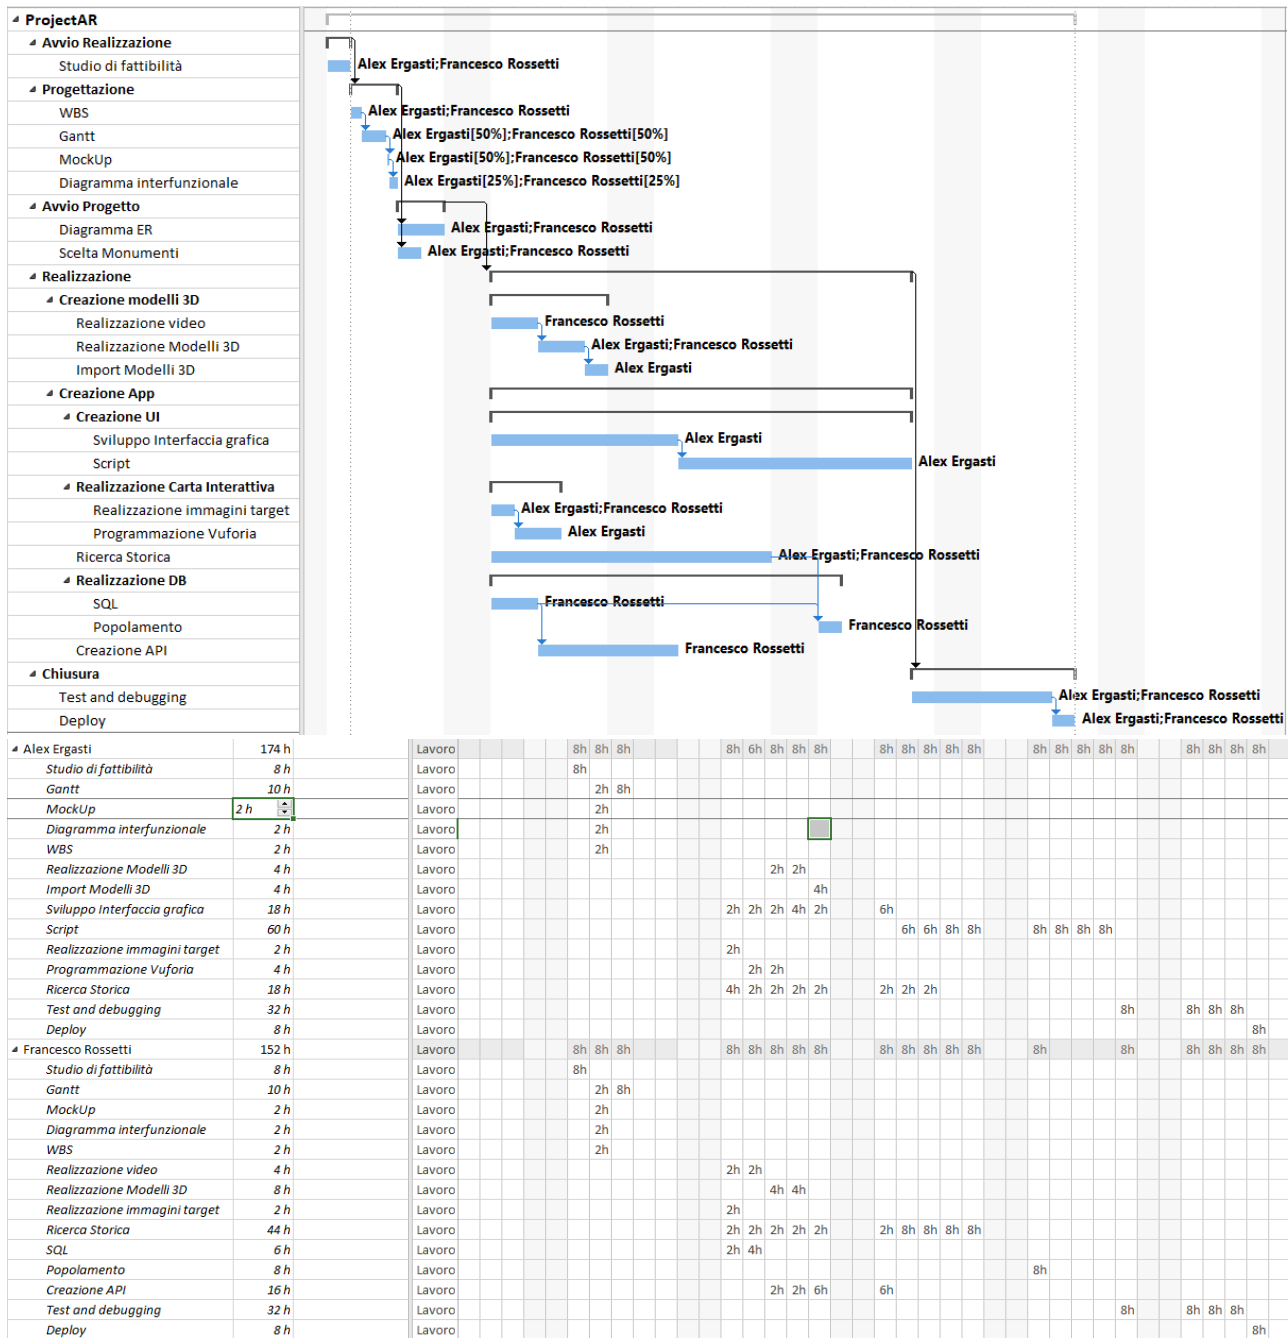 ProjectAR
Avvio Realizzazione
Studio di fattibilità Alex Ergasti;Francesco Rossetti
Progettazione
WBS Alex Ergasti;Francesco Rossetti
Gantt Alex Ergasti[50%];Francesco Rossetti[50%]
MockUp Alex Ergasti[50%];Francesco Rossetti[50%]
Diagramma interfunzionale Alex Ergasti[25%];Francesco Rossetti[25%]
Avvio Progetto
Diagramma ER Alex Ergasti;Francesco Rossetti
Scelta Monumenti Alex Ergasti;Francesco Rossetti
Realizzazione
Creazione modelli 3D
Realizzazione video Francesco Rossetti
Realizzazione Modelli 3D Alex Ergasti;Francesco Rossetti
Import Modelli 3D Alex Ergasti
Creazione App
Creazione UI
Sviluppo Interfaccia grafica Alex Ergasti
Script Alex Ergasti
Realizzazione Carta Interattiva
Realizzazione immagini target Alex Ergasti;Francesco Rossetti
Programmazione Vuforia Alex Ergasti
Ricerca Storica Alex Ergasti;Francesco Rossetti
Realizzazione DB
SQL Francesco Rossetti
Popolamento Francesco Rossetti
Creazione API Francesco Rossetti
Chiusura
Test and debugging Alex Ergasti;Francesco Rossetti
Deploy Alex Ergasti;Francesco Rossetti
Alex Ergasti 174 h Lavoro 8h 8h 8h 8h 6h 8h 8h 8h 8h 8h 8h 8h 8h 8h 8h 8h 8h 8h 8h 8h 8h 8h
Studio di fattibilità 8 h Lavoro 8h
Gantt 10 h Lavoro 2h 8h
MockUp 2 h Lavoro 2h
Diagramma interfunzionale 2 h Lavoro 2h
WBS 2 h Lavoro 2h
Realizzazione Modelli 3D 4 h Lavoro 2h 2h
Import Modelli 3D 4 h Lavoro 4h
Sviluppo Interfaccia grafica 18 h Lavoro 2h 2h 2h 4h 2h 6h
Script 60 h Lavoro 6h 6h 8h 8h 8h 8h 8h 8h
Realizzazione immagini target 2 h Lavoro 2h
Programmazione Vuforia 4 h Lavoro 2h 2h
Ricerca Storica 18 h Lavoro 4h 2h 2h 2h 2h 2h 2h 2h
Test and debugging 32 h Lavoro 8h 8h 8h 8h
Deploy 8 h Lavoro 8h
Francesco Rossetti 152 h Lavoro 8h 8h 8h 8h 8h 8h 8h 8h 8h 8h 8h 8h 8h 8h 8h 8h 8h 8h 8h
Studio di fattibilità 8 h Lavoro 8h
Gantt 10 h Lavoro 2h 8h
MockUp 2 h Lavoro 2h
Diagramma interfunzionale 2 h Lavoro 2h
WBS 2 h Lavoro 2h
Realizzazione video 4 h Lavoro 2h 2h
Realizzazione Modelli 3D 8 h Lavoro 4h 4h
Realizzazione immagini target 2 h Lavoro 2h
Ricerca Storica 44 h Lavoro 2h 2h 2h 2h 2h 2h 8h 8h 8h 8h
SQL 6 h Lavoro 2h 4h
Popolamento 8 h Lavoro 8h
Creazione API 16 h Lavoro 2h 2h 6h 6h
Test and debugging 32 h Lavoro 8h 8h 8h 8h
Deploy 8 h Lavoro 8h